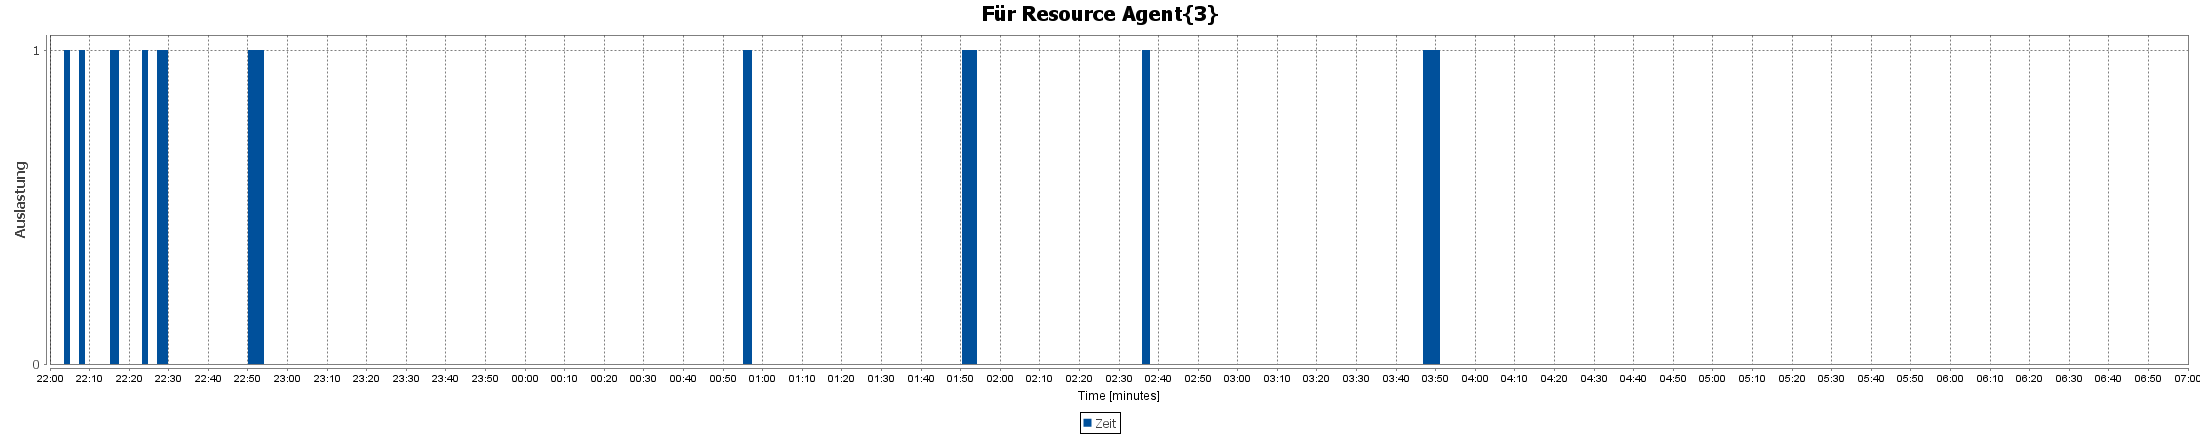 Für Resource Agent{3}
Auslastung
1
0
22:00 22:10 22:20 22:30 22:40 22:50 23:00 23:10 23:20 23:30 23:40 23:50 00:00 00:10 00:20 00:30 00:40 00:50 01:00 01:10 01:20 01:30 01:40 01:50 02:00 02:10 02:20 02:30 02:40 02:50 03:00 03:10 03:20 03:30 03:40 03:50 04:00 04:10 04:20 04:30 04:40 04:50 05:00 05:10 05:20 05:30 05:40 05:50 06:00 06:10 06:20 06:30 06:40 06:50 07:00
Time [minutes]
Zeit